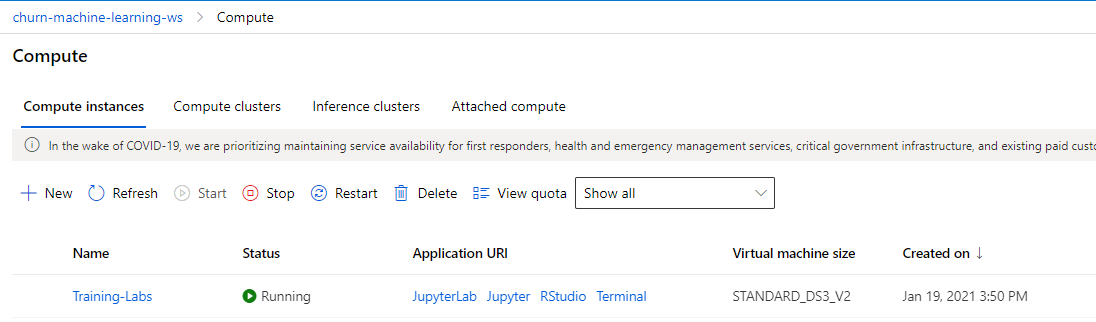 churn-machine-learning-ws > Compute
Compute
Compute instances Compute clusters Inference clusters Attached compute
In the wake of COVID-19, we are prioritizing maintaining service availability for first responders, health and emergency management services, critical government infrastructure, and existing paid
New Refresh Start Stop Restart Delete View quota Show all
Name Status Application URI Virtual machine size Created on ↓
Training-Labs Running JupyterLab Jupyter RStudio Terminal STANDARD_DS3_V2 Jan 19, 2021 3:50 PM